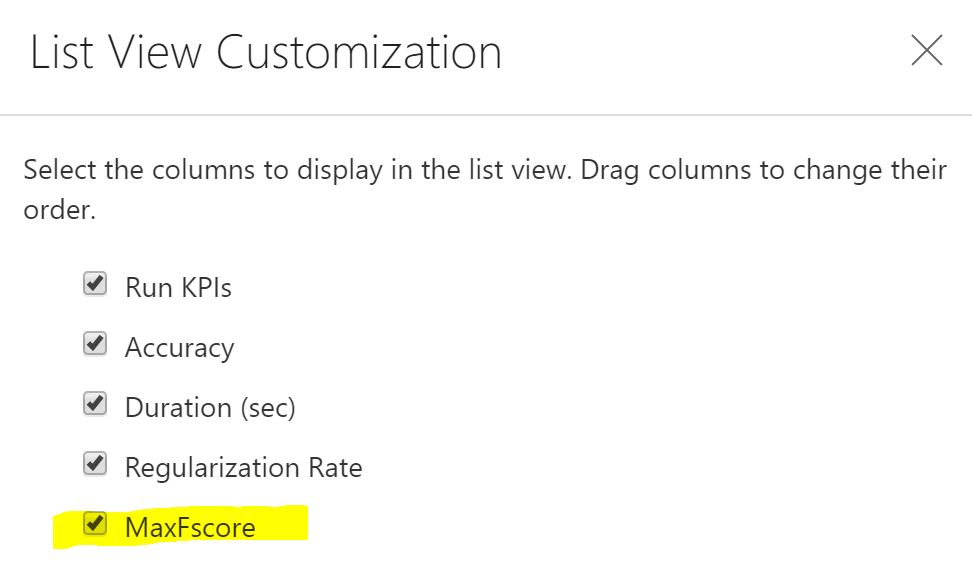 List View Customization
Select the columns to display in the list view. Drag columns to change their
order.
Run KPIs
Accuracy
Duration (sec)
Regularization Rate
MaxFscore